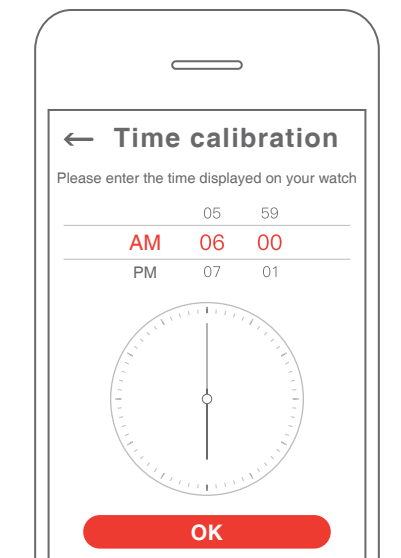 ← Time calibration
Please enter the time displayed on your watch
05 59
AM 06 00
PM 07 01
OK